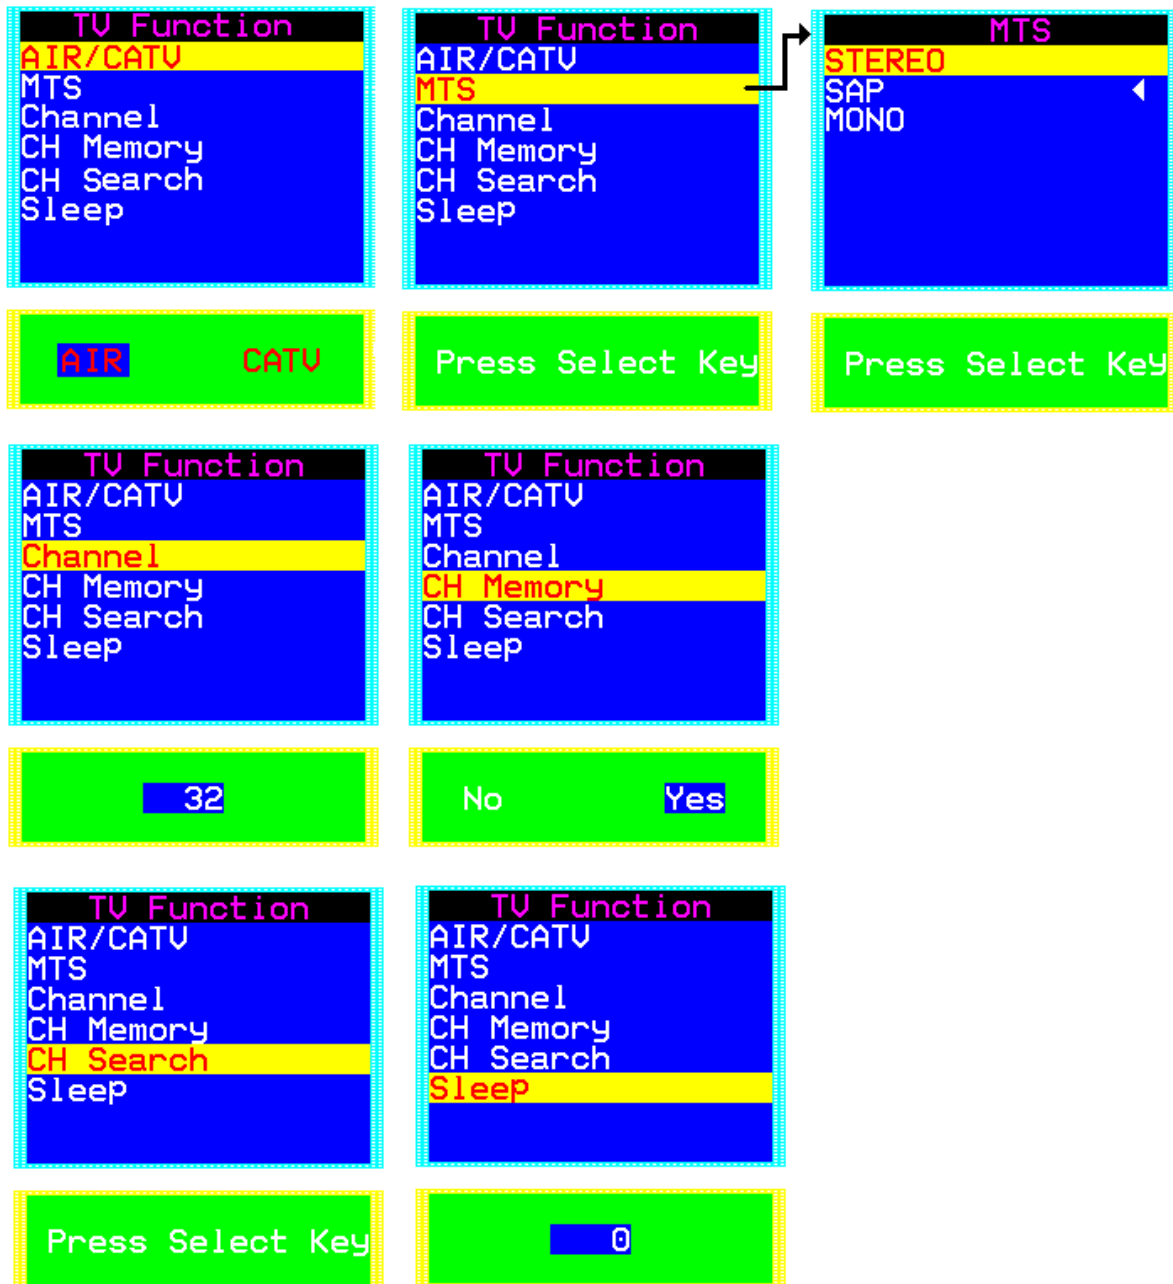 TV Function
AIR/CATV
MTS
Channel
CH Memory
CH Search
Sleep
AIR CATV
TV Function
AIR/CATV
MTS
Channel
CH Memory
CH Search
Sleep
Press Select Key
MTS
STEREO
SAP
MONO
Press Select Key
TV Function
AIR/CATV
MTS
Channel
CH Memory
CH Search
Sleep
32
TV Function
AIR/CATV
MTS
Channel
CH Memory
CH Search
Sleep
No Yes
TV Function
AIR/CATV
MTS
Channel
CH Memory
CH Search
Sleep
Press Select Key
TV Function
AIR/CATV
MTS
Channel
CH Memory
CH Search
Sleep
0